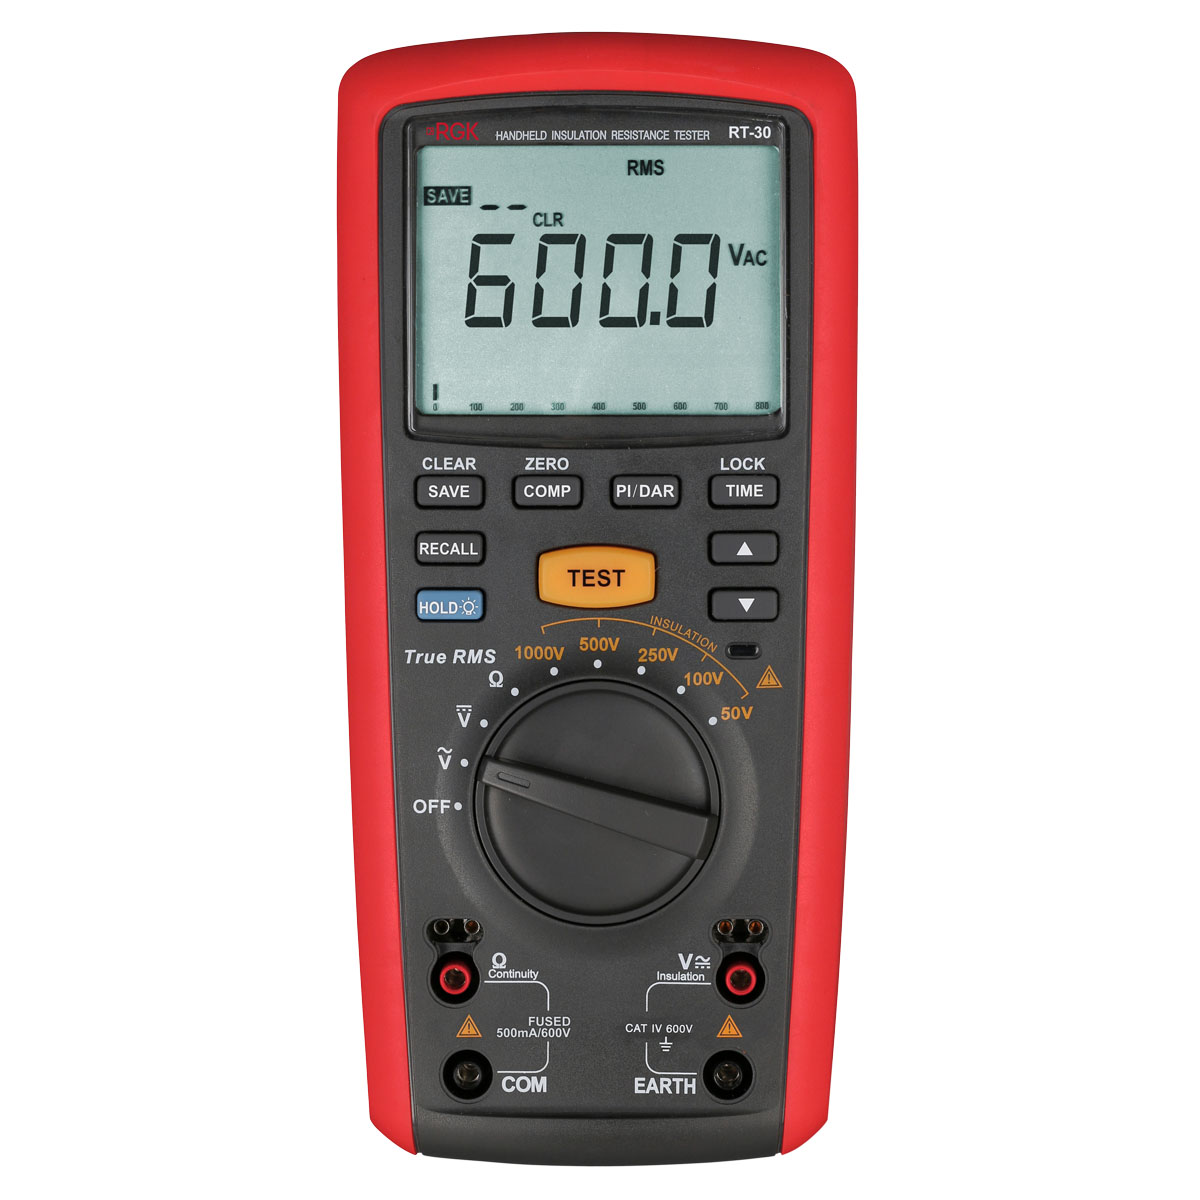 RGK HANDHELD INSULATION RESISTANCE TESTER RT-30
RMS
SAVE -- CLR
600.0 VAC
0 100 200 300 400 500 600 700 800
CLEAR ZERO LOCK
SAVE COMP PI/DAR TIME
RECALL ▲
TEST
HOLD ▼
INSULATION
True RMS 1000V 500V 250V 100V 50V
Ω
V
V
OFF
Ω V
Continuity Insulation
FUSED
500mA/600V
CAT IV 600V
COM EARTH